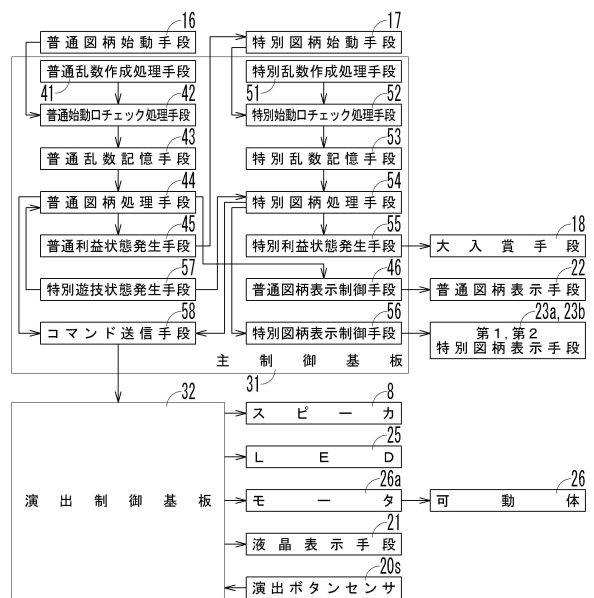 16
17
普通図柄始動手段
特別図柄始動手段
普通乱数作成処理手段
特別乱数作成処理手段
41
42
51
52
普通始動口チェック処理手段
特別始動口チェック処理手段
43
53
普通乱数記憶手段
特別乱数記憶手段
44
54
普通図柄処理手段
特別図柄処理手段
45
55
18
普通利益状態発生手段
特別利益状態発生手段
大入賞手段
57
46
22
特別遊技状態発生手段
普通図柄表示制御手段
普通図柄表示手段
58
56
23a, 23b
コマンド送信手段
特別図柄表示制御手段
第1, 第2
特別図柄表示手段
主制御基板
31
32
8
スピーカ
25
LED
26a
26
演出制御基板
モータ
可動体
21
液晶表示手段
20s
演出ボタンセンサ